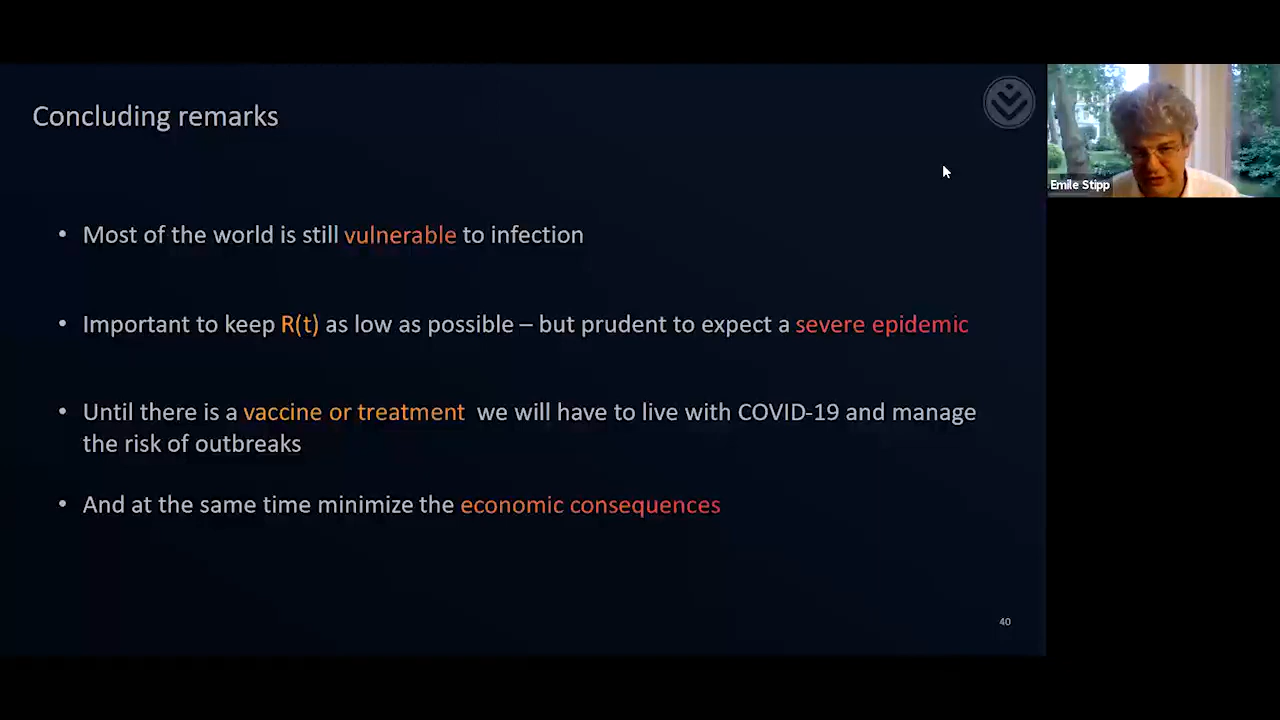 Concluding remarks
Emile Stipp
• Most of the world is still vulnerable to infection
• Important to keep R(t) as low as possible – but prudent to expect a severe epidemic
• Until there is a vaccine or treatment we will have to live with COVID-19 and manage
the risk of outbreaks
• And at the same time minimize the economic consequences
40